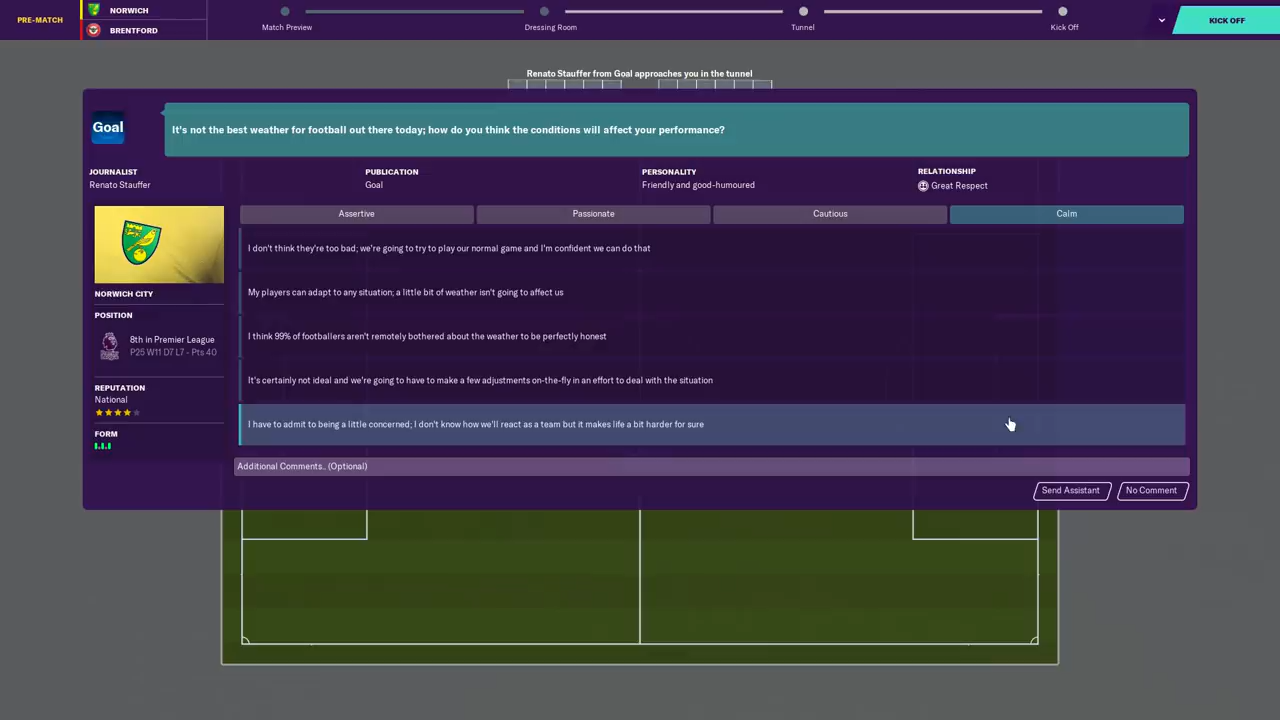 PRE-MATCH
NORWICH
BRENTFORD
Match Preview
Dressing Room
Tunnel
Kick Off
KICK OFF
Renato Stauffer from Goal approaches you in the tunnel
Goal
It's not the best weather for football out there today; how do you think the conditions will affect your performance?
JOURNALIST
Renato Stauffer
PUBLICATION
Goal
PERSONALITY
Friendly and good-humoured
RELATIONSHIP
Great Respect
Assertive
Passionate
Cautious
Calm
I don't think they're too bad; we're going to try to play our normal game and I'm confident we can do that
My players can adapt to any situation; a little bit of weather isn't going to affect us
I think 99% of footballers aren't remotely bothered about the weather to be perfectly honest
It's certainly not ideal and we're going to have to make a few adjustments on-the-fly in an effort to deal with the situation
I have to admit to being a little concerned; I don't know how we'll react as a team but it makes life a bit harder for sure
NORWICH CITY
POSITION
8th in Premier League
P25 W11 D7 L7 - Pts 40
REPUTATION
National
FORM
Additional Comments.. (Optional)
Send Assistant
No Comment